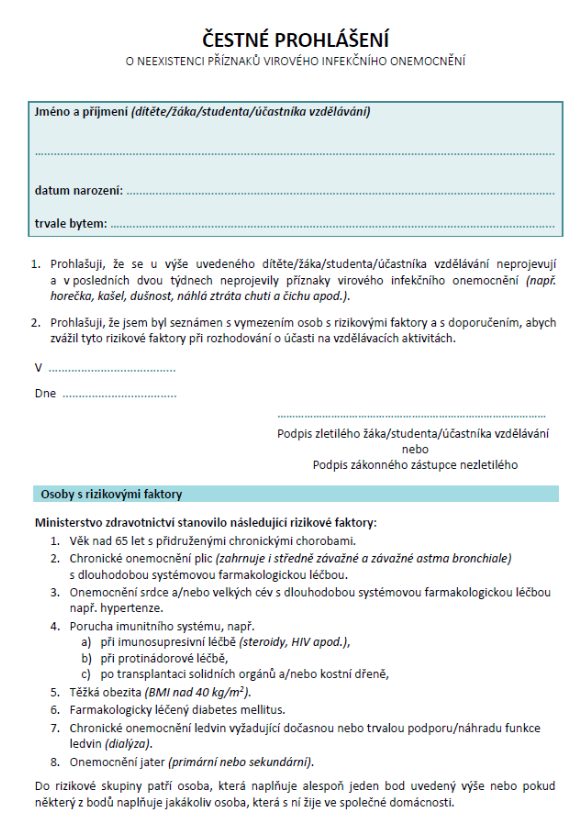 ČESTNÉ PROHLÁŠENÍ
O NEEXISTENCI PŘÍZNAKŮ VIROVÉHO INFEKČNÍHO ONEMOCNĚNÍ
Jméno a příjmení (dítěte/žáka/studenta/účastníka vzdělávání)
datum narození:
trvale bytem:
1. Prohlašuji, že se u výše uvedeného dítěte/žáka/studenta/účastníka vzdělávání neprojevují
a v posledních dvou týdnech neprojevily příznaky virového infekčního onemocnění (např.
horečka, kašel, dušnost, náhlá ztráta chuti a čichu apod.).
2. Prohlašuji, že jsem byl seznámen s vymezením osob s rizikovými faktory a s doporučením, abych
zvážil tyto rizikové faktory při rozhodování o účasti na vzdělávacích aktivitách.
V
Dne
Podpis zletilého žáka/studenta/účastníka vzdělávání
nebo
Podpis zákonného zástupce nezletilého
Osoby s rizikovými faktory
Ministerstvo zdravotnictví stanovilo následující rizikové faktory:
1. Věk nad 65 let s přidruženými chronickými chorobami.
2. Chronické onemocnění plic (zahrnuje i středně závažné a závažné astma bronchiale)
s dlouhodobou systémovou farmakologickou léčbou.
3. Onemocnění srdce a/nebo velkých cév s dlouhodobou systémovou farmakologickou léčbou
např. hypertenze.
4. Porucha imunitního systému, např.
a) při imunosupresivní léčbě (steroidy, HIV apod.),
b) při protinádorové léčbě,
c) po transplantaci solidních orgánů a/nebo kostní dřeně,
5. Těžká obezita (BMI nad 40 kg/m²).
6. Farmakologicky léčený diabetes mellitus.
7. Chronické onemocnění ledvin vyžadující dočasnou nebo trvalou podporu/náhradu funkce
ledvin (dialýza).
8. Onemocnění jater (primární nebo sekundární).
Do rizikové skupiny patří osoba, která naplňuje alespoň jeden bod uvedený výše nebo pokud
některý z bodů naplňuje jakákoliv osoba, která s ní žije ve společné domácnosti.